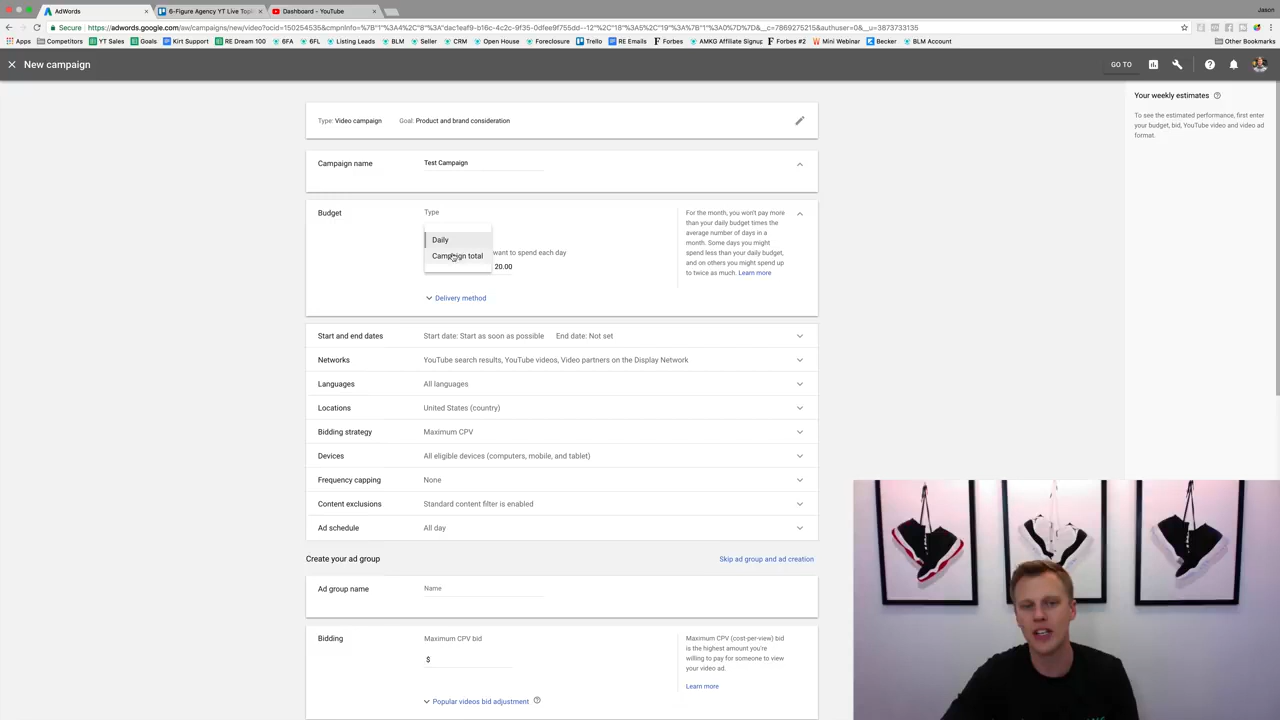 AdWords
6-Figure Agency YT Live Topi
Dashboard - YouTube
Jason
Secure
https://adwords.google.com/aw/campaigns/new/video?ocid=150254535&cmpnInfo=%7B"1"%3A4%2C"8"%3A"dac1eaf9-b16c-4c2c-9f35-0dfee9f755dd--12"%2C"18"%3A5%2C"19"%3A%7B"1"%3A0%7D%7D&__c=7869275215&authuser=0&__u=3873733135
Apps
Competitors
YT Sales
Goals
Kirt Support
RE Dream 100
6FA
6FL
Listing Leads
BLM
Seller
CRM
Open House
Foreclosure
Trello
RE Emails
Forbes
AMKG Affiliate Group
Forbes #2
Mini Webinar
Becker
BLM Account
Other Bookmarks
New campaign
GO TO
Type: Video campaign Goal: Product and brand consideration
Campaign name
Test Campaign
Budget
Type
Daily
Campaign total
want to spend each day
20.00
Delivery method
For the month, you won't pay more
than your daily budget times the
average number of days in a
month. Some days you might
spend less than your daily budget,
and on others you might spend up
to twice as much. Learn more
Start and end dates
Start date: Start as soon as possible End date: Not set
Networks
YouTube search results, YouTube videos, Video partners on the Display Network
Languages
All languages
Locations
United States (country)
Bidding strategy
Maximum CPV
Devices
All eligible devices (computers, mobile, and tablet)
Frequency capping
None
Content exclusions
Standard content filter is enabled
Ad schedule
All day
Create your ad group
Skip ad group and ad creation
Ad group name
Name
Bidding
Maximum CPV bid
$
Popular videos bid adjustment
Maximum CPV (cost-per-view) bid
is the highest amount you're
willing to pay for someone to view
your video ad.
Learn more
Your weekly estimates
To see the estimated performance, first enter
your budget, bid, YouTube video and video ad
format.